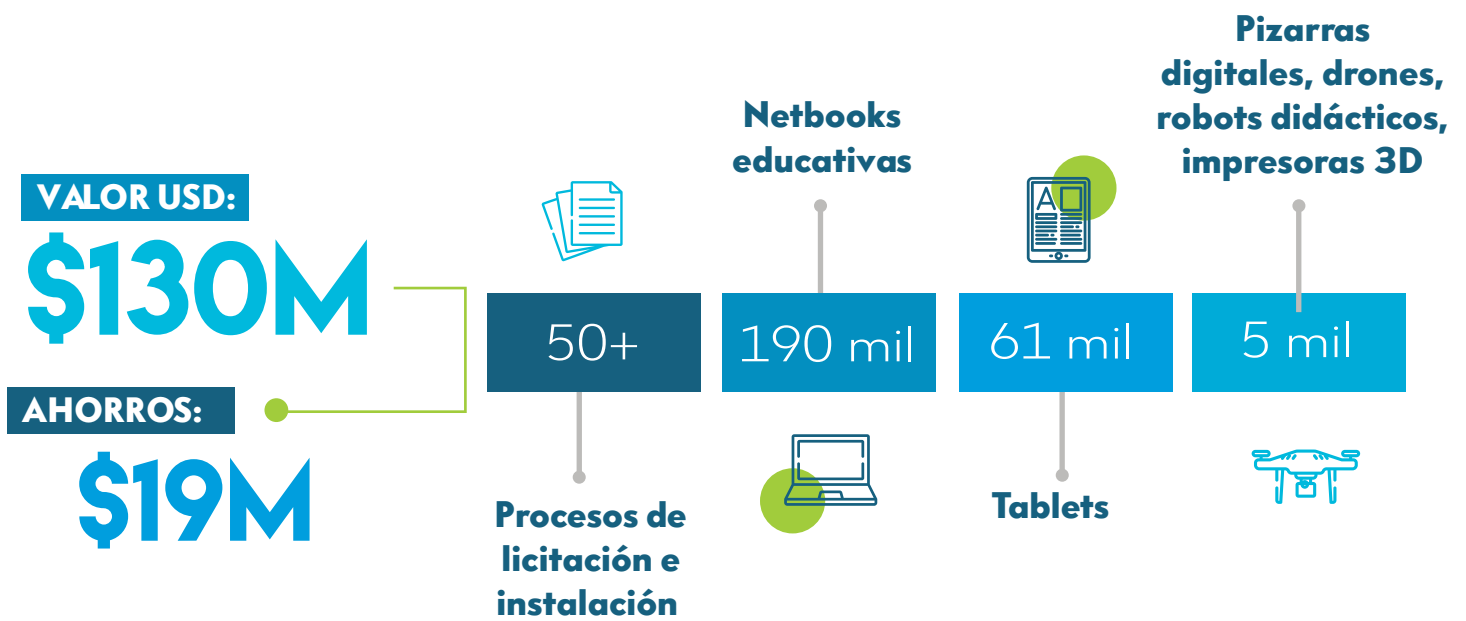 VALOR USD:
$130M
AHORROS:
$19M
50+
Procesos de
licitación e
instalación
Netbooks
educativas
190 mil
A
61 mil
Tablets
Pizarras
digitales, drones,
robots didácticos,
impresoras 3D
5 mil